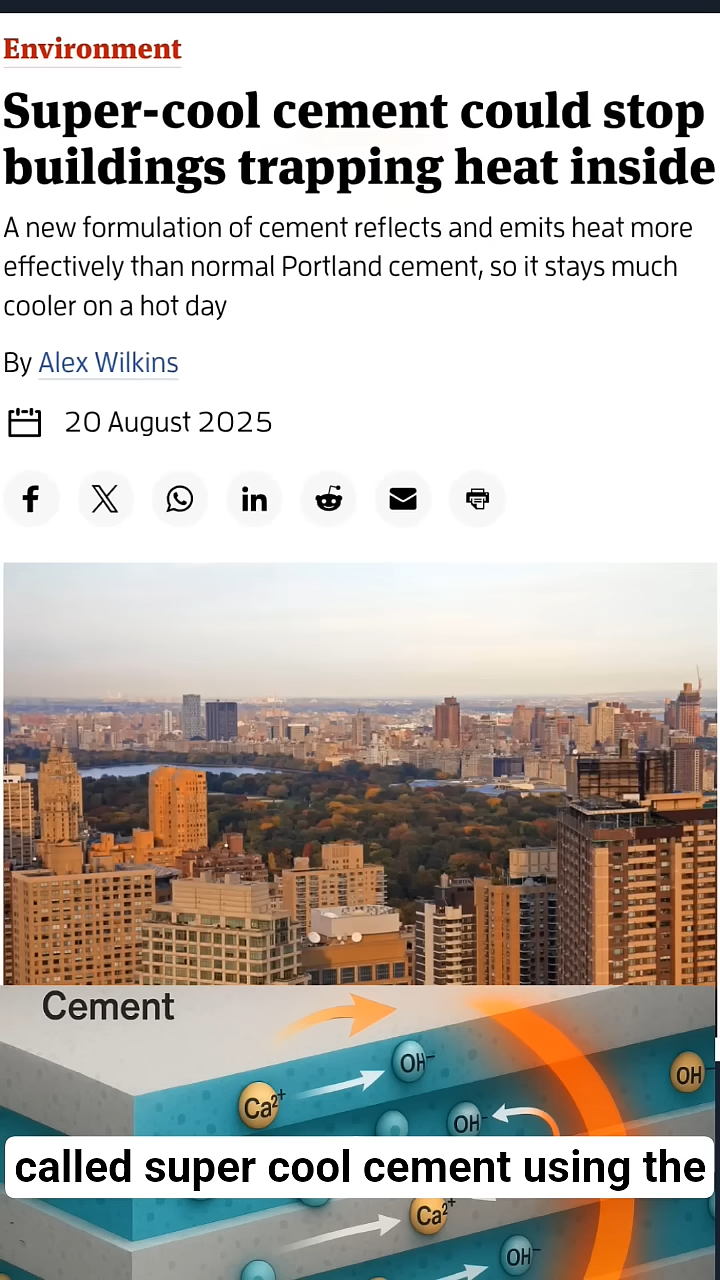 Environment
Super-cool cement could stop
buildings trapping heat inside
A new formulation of cement reflects and emits heat more
effectively than normal Portland cement, so it stays much
cooler on a hot day
By Alex Wilkins
20 August 2025
Cement
OH⁻
OH
Ca²⁺
OH⁻
called super cool cement using the
Ca²⁺
OH⁻